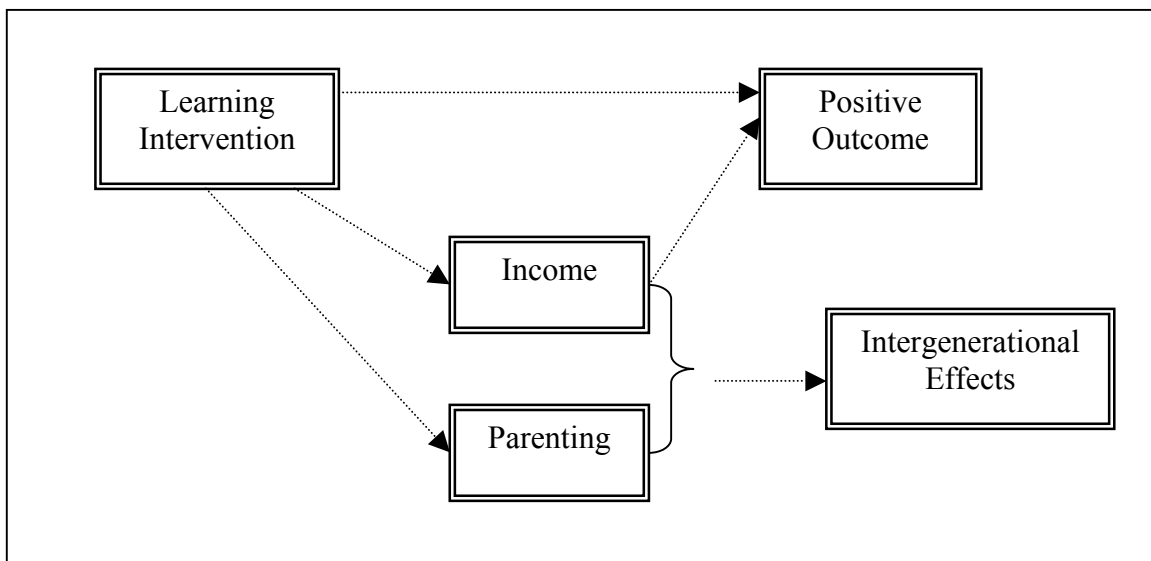 Learning
Intervention
Positive
Outcome
Income
Intergenerational
Effects
Parenting